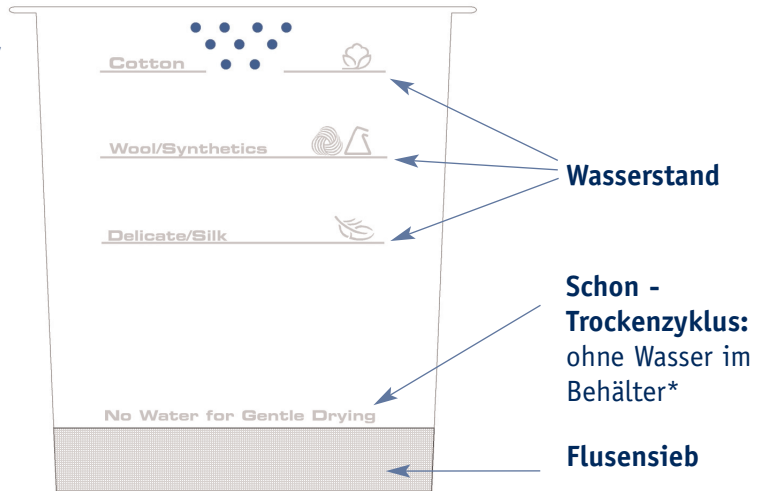 Cotton
Wool/Synthetics
Wasserstand
Delicate/Silk
Schon -
Trockenzyklus:
ohne Wasser im
Behälter*
No Water for Gentle Drying
Flusensieb